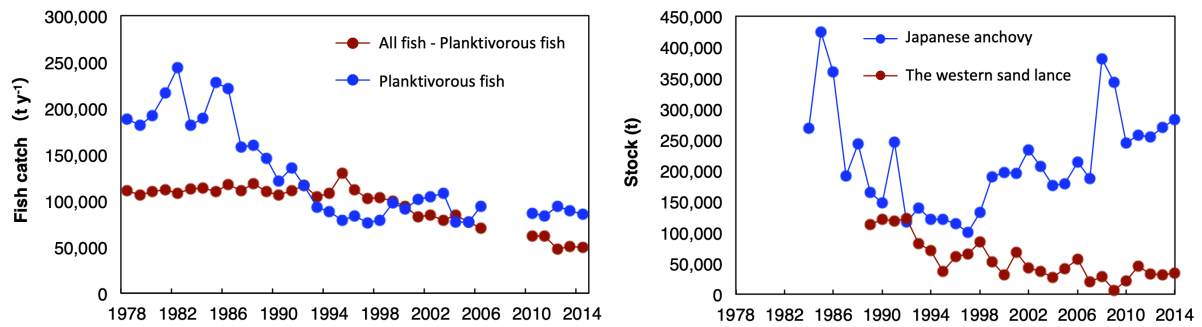 300,000
250,000
200,000
150,000
100,000
50,000
0
Fish catch (t y-1)
All fish - Planktivorous fish
Planktivorous fish
1978 1982 1986 1990 1994 1998 2002 2006 2010 2014
450,000
400,000
350,000
300,000
250,000
200,000
150,000
100,000
50,000
0
Stock (t)
Japanese anchovy
The western sand lance
1978 1982 1986 1990 1994 1998 2002 2006 2010 2014